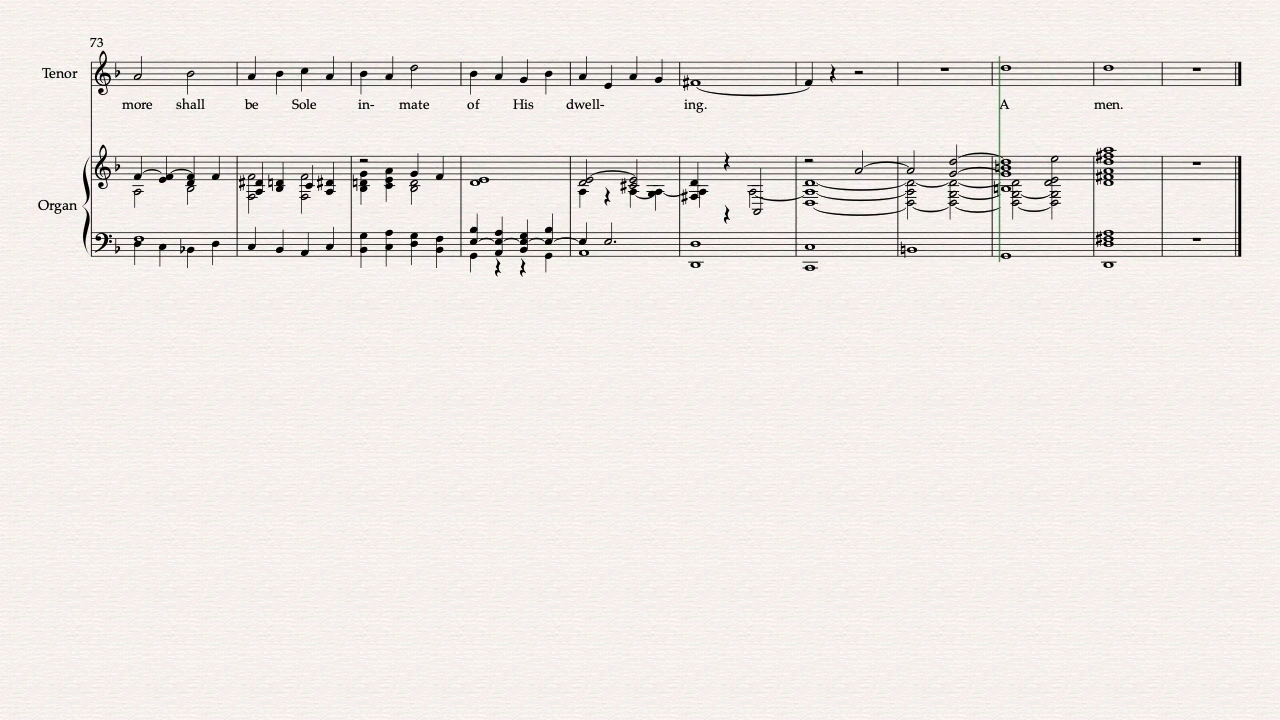 73
Tenor
more shall be Sole in- mate of His dwell- ing. A men.
Organ